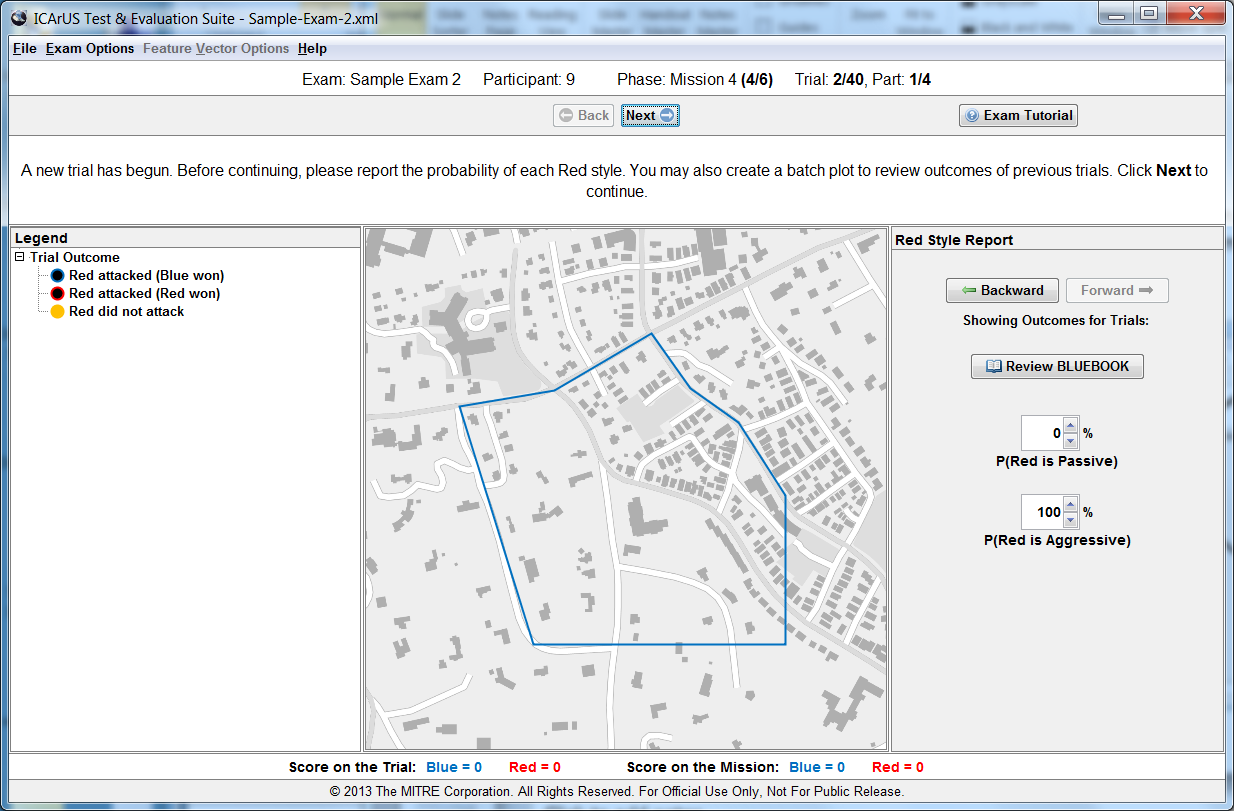 ICArUS Test & Evaluation Suite - Sample-Exam-2.xml
File Exam Options Feature Vector Options Help
Exam: Sample Exam 2 Participant: 9 Phase: Mission 4 (4/6) Trial: 2/40, Part: 1/4
Back Next Exam Tutorial
A new trial has begun. Before continuing, please report the probability of each Red style. You may also create a batch plot to review outcomes of previous trials. Click Next to
continue.
Legend
Trial Outcome
Red attacked (Blue won)
Red attacked (Red won)
Red did not attack
Red Style Report
Backward Forward
Showing Outcomes for Trials:
Review BLUEBOOK
0 %
P(Red is Passive)
100 %
P(Red is Aggressive)
Score on the Trial: Blue = 0 Red = 0 Score on the Mission: Blue = 0 Red = 0
© 2013 The MITRE Corporation. All Rights Reserved. For Official Use Only, Not For Public Release.